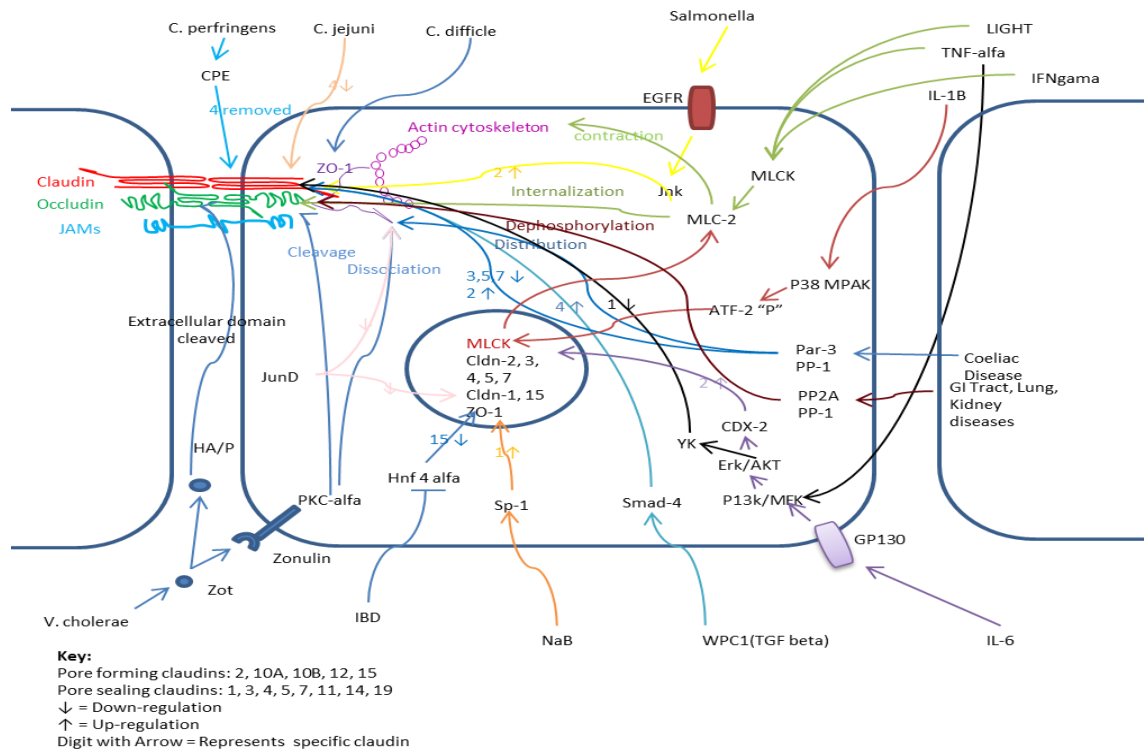 C. perfringens
C. jejuni
C. difficle
Salmonella
LIGHT
TNF-alfa
IFNgama
IL-1B
CPE
4 ↓
4 removed
EGFR
Actin cytoskeleton
contraction
ZO-1
2 ↑
Jnk
MLCK
Claudin
Occludin
JAMs
Internalization
MLC-2
Dephosphorylation
Distribution
Cleavage
Disscciation
3,5 7 ↓
2 ↑
4 ↑
1 ↓
P38 MPAK
ATF-2 “P”
Extracellular domain
cleaved
↓
MLCK
Cldn-2, 3,
4, 5, 7
Cldn-1, 15
ZO-1
Par-3
PP-1
Coeliac
Disease
JunD
↓
2 ↑
PP2A
PP-1
GI Tract, Lung,
Kidney
diseases
CDX-2
15 ↓
1 ↑
YK
HA/P
Hnf 4 alfa
Erk/AKT
PKC-alfa
Sp-1
Smad-4
P13k/MEK
GP130
Zonulin
Zot
V. cholerae
IBD
NaB
WPC1(TGF beta)
IL-6
Key:
Pore forming claudins: 2, 10A, 10B, 12, 15
Pore sealing claudins: 1, 3, 4, 5, 7, 11, 14, 19
↓ = Down-regulation
↑ = Up-regulation
Digit with Arrow = Represents specific claudin